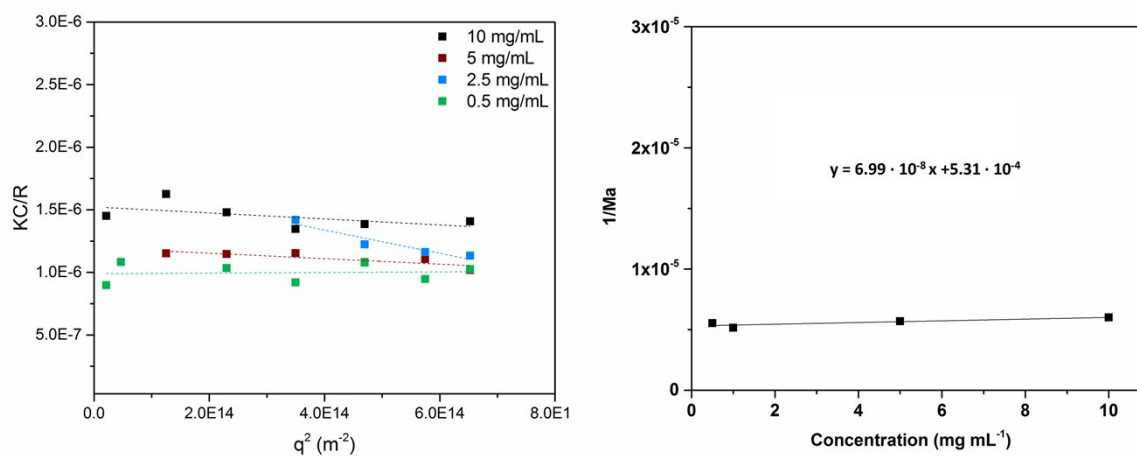 3.0E-6
2.5E-6
2.0E-6
1.5E-6
1.0E-6
5.0E-7
KC/R
10 mg/mL
5 mg/mL
2.5 mg/mL
0.5 mg/mL
0.0
2.0E14
4.0E14
6.0E14
8.0E1
q² (m⁻²)
3x10⁻⁵
2x10⁻⁵
1x10⁻⁵
0
1/Ma
y = 6.99 · 10⁻⁸ x +5.31 · 10⁻⁴
0
2
4
6
8
10
Concentration (mg mL⁻¹)